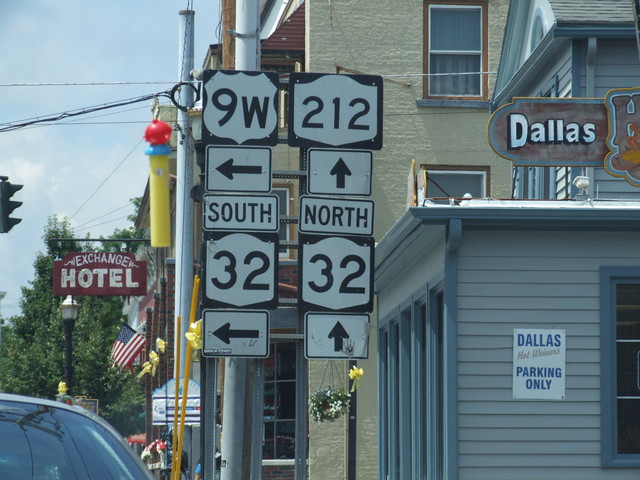 9W
212
SOUTH
NORTH
32
32
EXCHANGE
HOTEL
Dallas
DALLAS
Hot Weiners
PARKING
ONLY